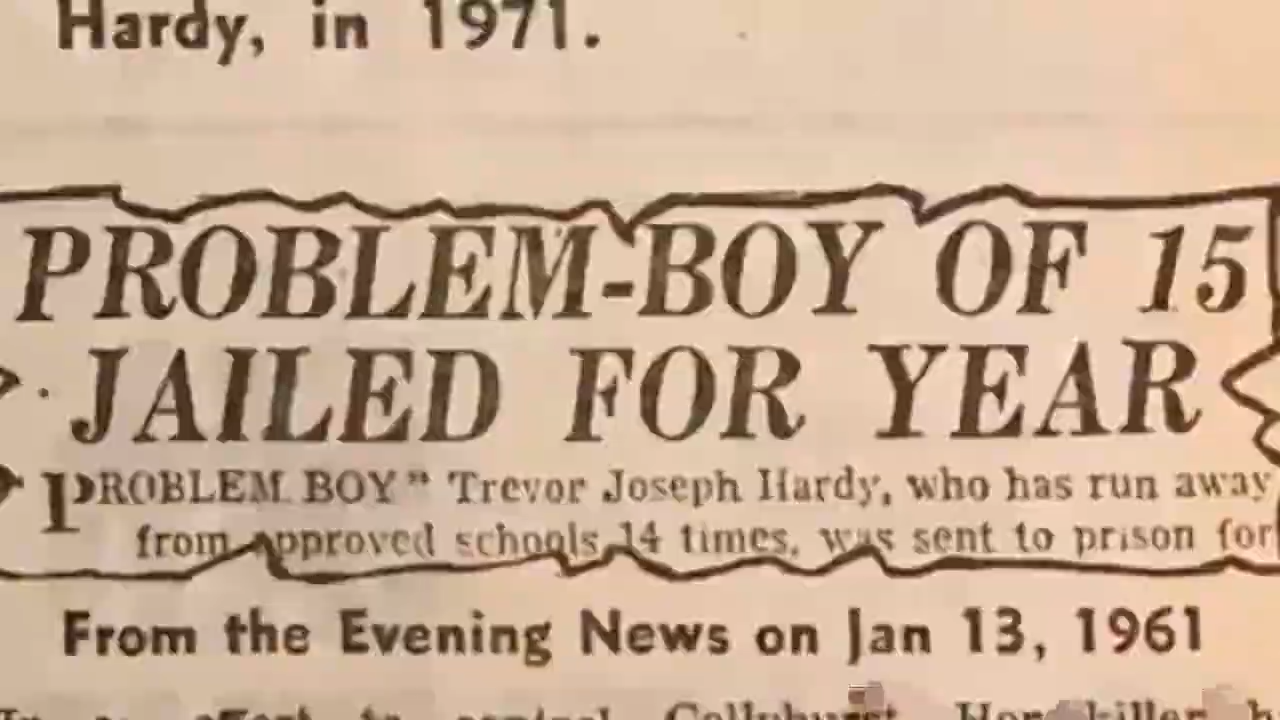 Hardy, in 1971.
PROBLEM-BOY OF 15
JAILED FOR YEAR
PROBLEM BOY" Trevor Joseph Hardy, who has run away
from approved schools 14 times, was sent to prison for
From the Evening News on Jan 13, 1961